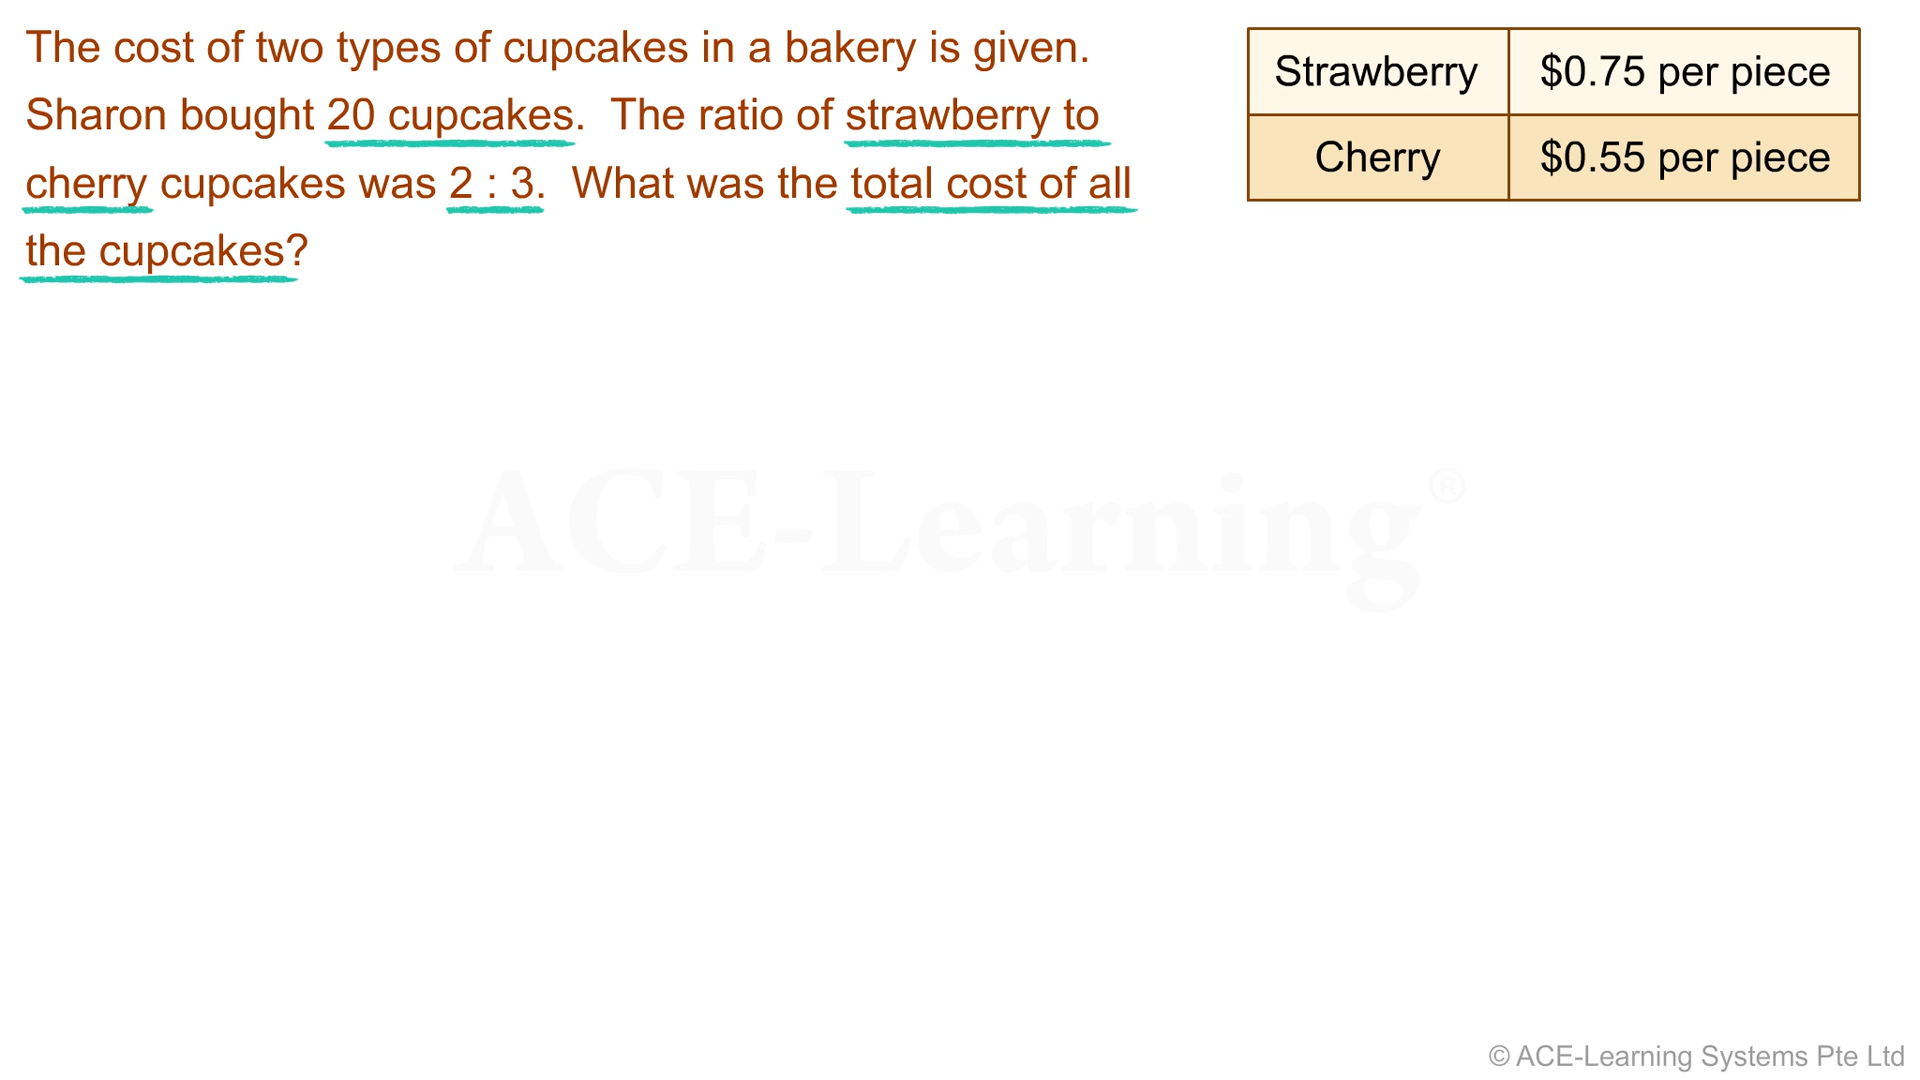 The cost of two types of cupcakes in a bakery is given.
Sharon bought 20 cupcakes. The ratio of strawberry to
cherry cupcakes was 2 : 3. What was the total cost of all
the cupcakes?
Strawberry $0.75 per piece
Cherry $0.55 per piece
ACE-Learning®
© ACE-Learning Systems Pte Ltd